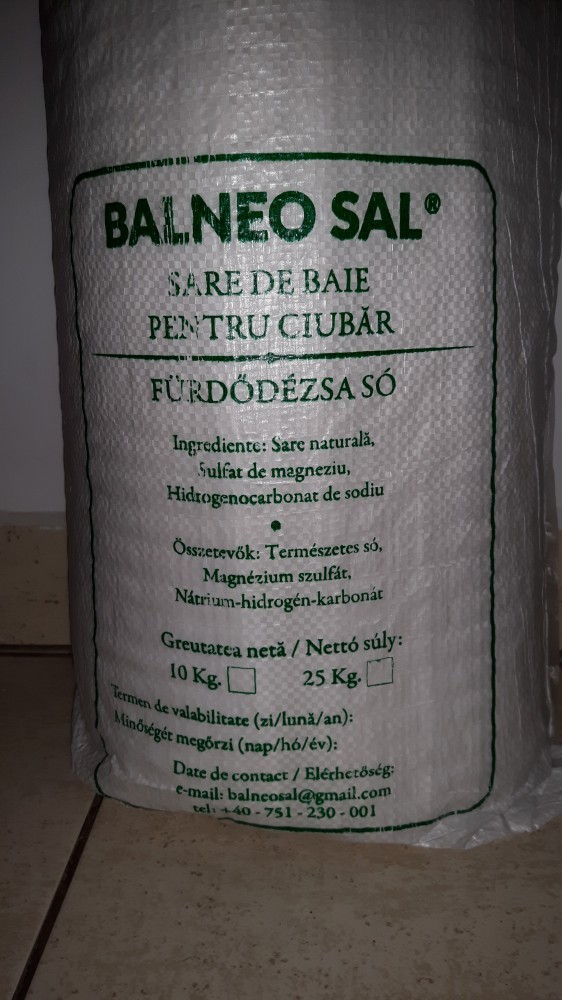 BALNEO SAL®
SARE DE BAIE
PENTRU CIUBĂR
FÜRDŐDÉZSA SÓ
Ingrediente: Sare naturală,
Sulfat de magneziu,
Hidrogenocarbonat de sodiu
•
Összetevők: Természetes só,
Magnézium szulfát,
Nátrium-hidrogén-karbonát
Greutatea netă / Nettó súly:
10 Kg. 25 Kg.
Termen de valabilitate (zi/lună/an):
Minőségét megőrzi (nap/hó/év):
Date de contact / Elérhetőség:
e-mail: balneosal@gmail.com
tel: +40 - 751 - 230 - 001